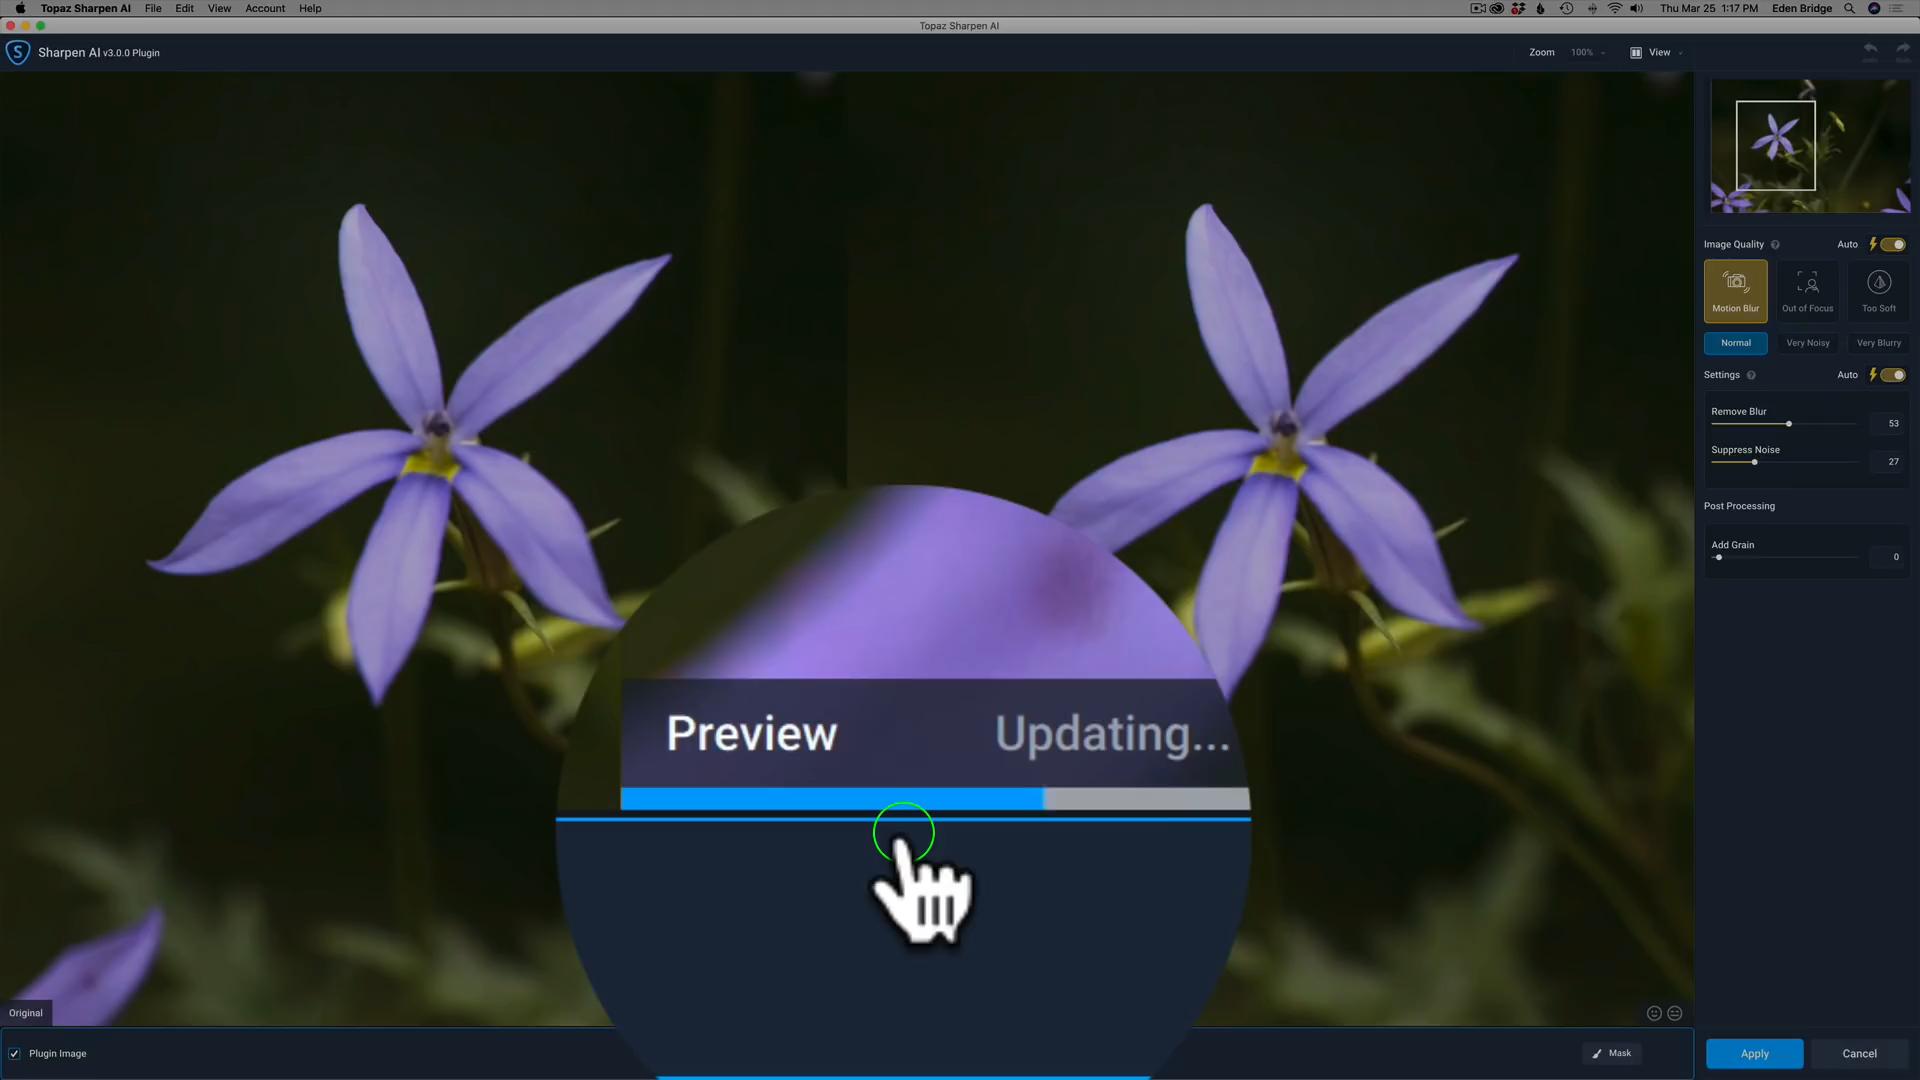 Topaz Sharpen AI File Edit View Account Help
Thu Mar 25 1:17 PM Eden Bridge
Topaz Sharpen AI
Sharpen AI v3.0.0 Plugin
Zoom 100% View
Image Quality ? Auto
Motion Blur Out of Focus Too Soft
Normal Very Noisy Very Blurry
Settings ? Auto
Remove Blur
53
Suppress Noise
27
Post Processing
Add Grain
0
Preview Updating...
Original
Plugin Image
Mask
Apply Cancel